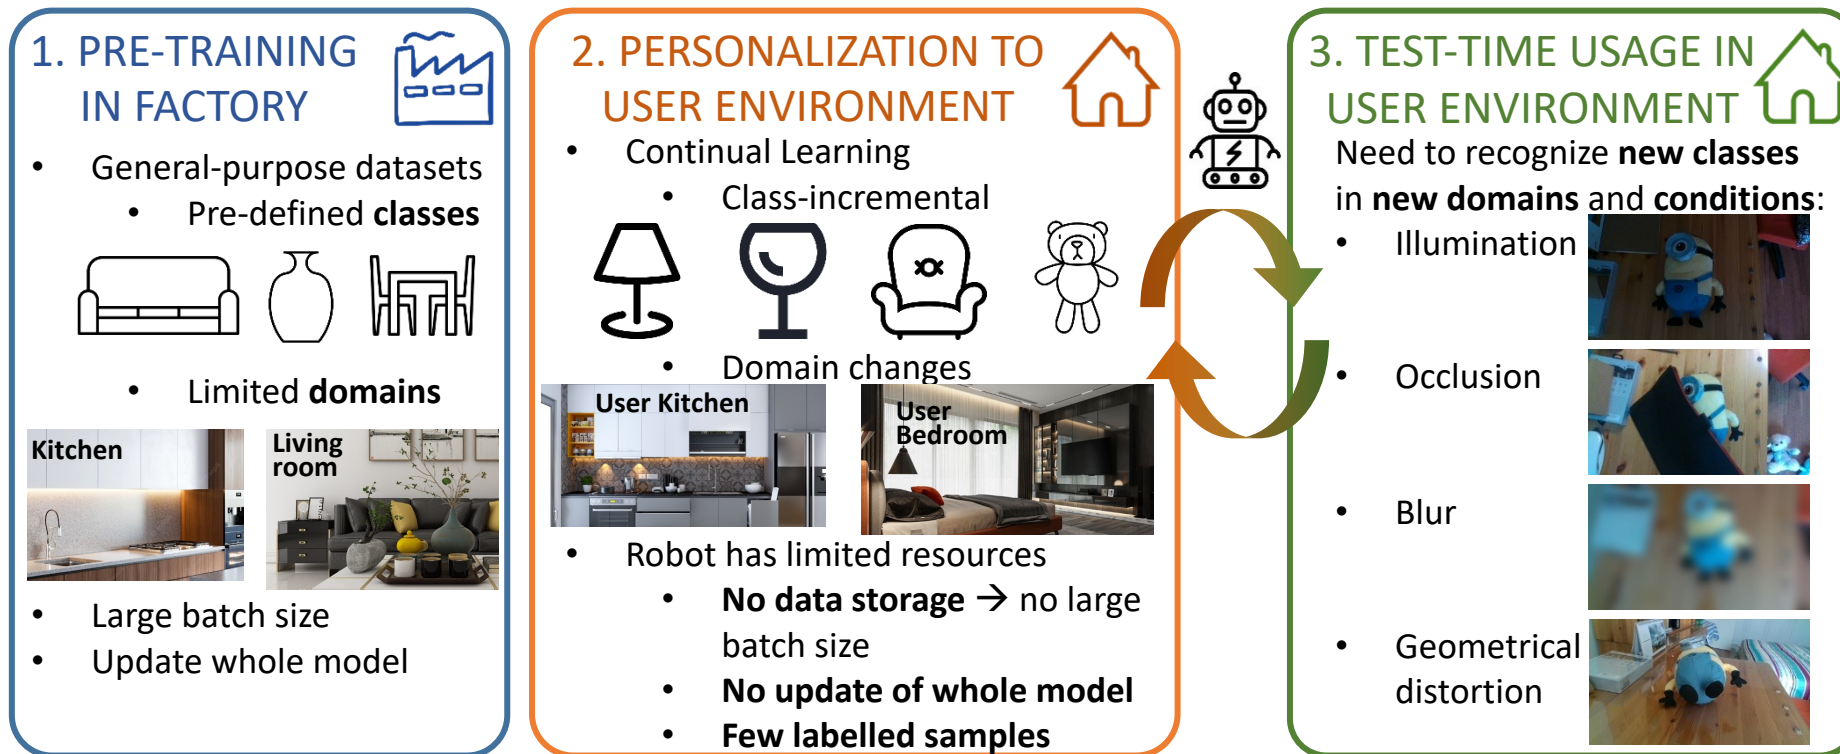 1. PRE-TRAINING
IN FACTORY
• General-purpose datasets
• Pre-defined classes
• Limited domains
Kitchen
Living
room
• Large batch size
• Update whole model
2. PERSONALIZATION TO
USER ENVIRONMENT
• Continual Learning
• Class-incremental
• Domain changes
User Kitchen
User
Bedroom
• Robot has limited resources
• No data storage → no large
batch size
• No update of whole model
• Few labelled samples
3. TEST-TIME USAGE IN
USER ENVIRONMENT
Need to recognize new classes
in new domains and conditions:
• Illumination
• Occlusion
• Blur
• Geometrical
distortion